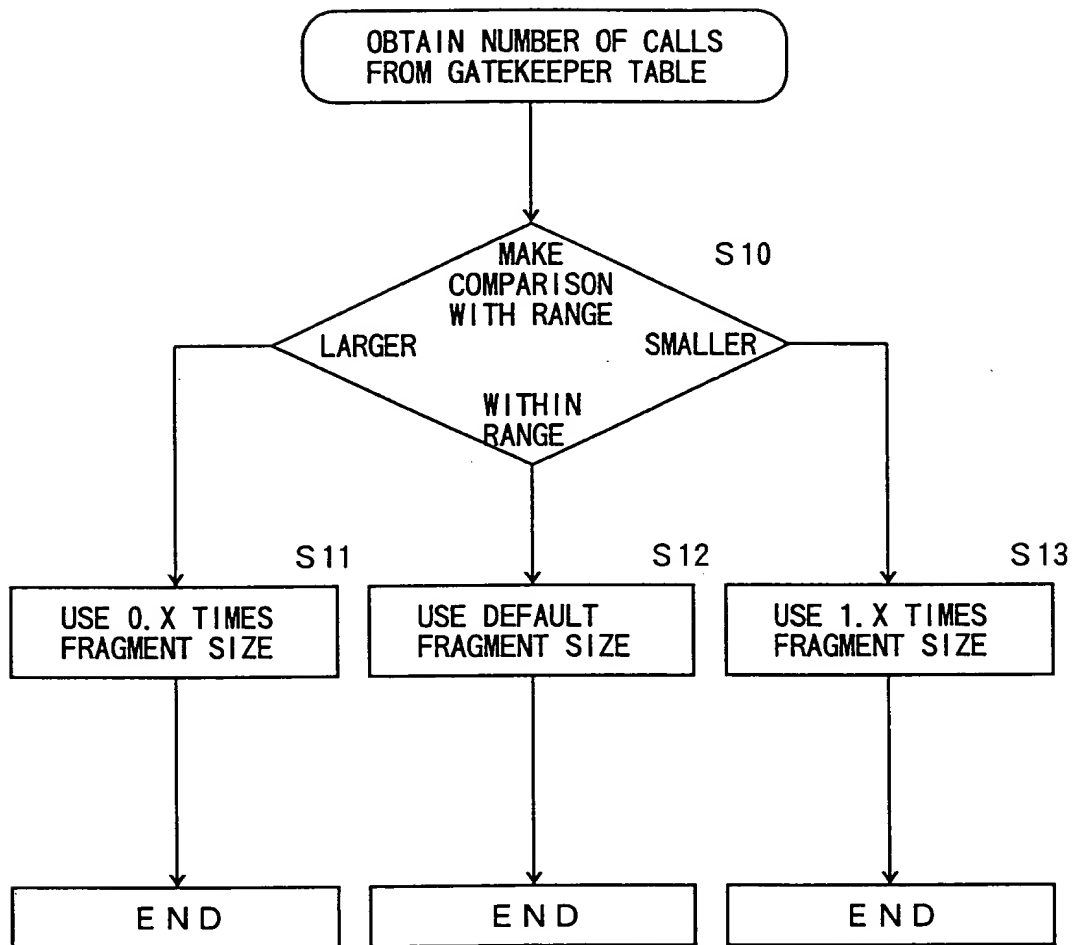 OBTAIN NUMBER OF CALLS
FROM GATEKEEPER TABLE
MAKE
COMPARISON
WITH RANGE
S10
LARGER
SMALLER
WITHIN
RANGE
S11
S12
S13
USE 0.X TIMES
FRAGMENT SIZE
USE DEFAULT
FRAGMENT SIZE
USE 1.X TIMES
FRAGMENT SIZE
END
END
END